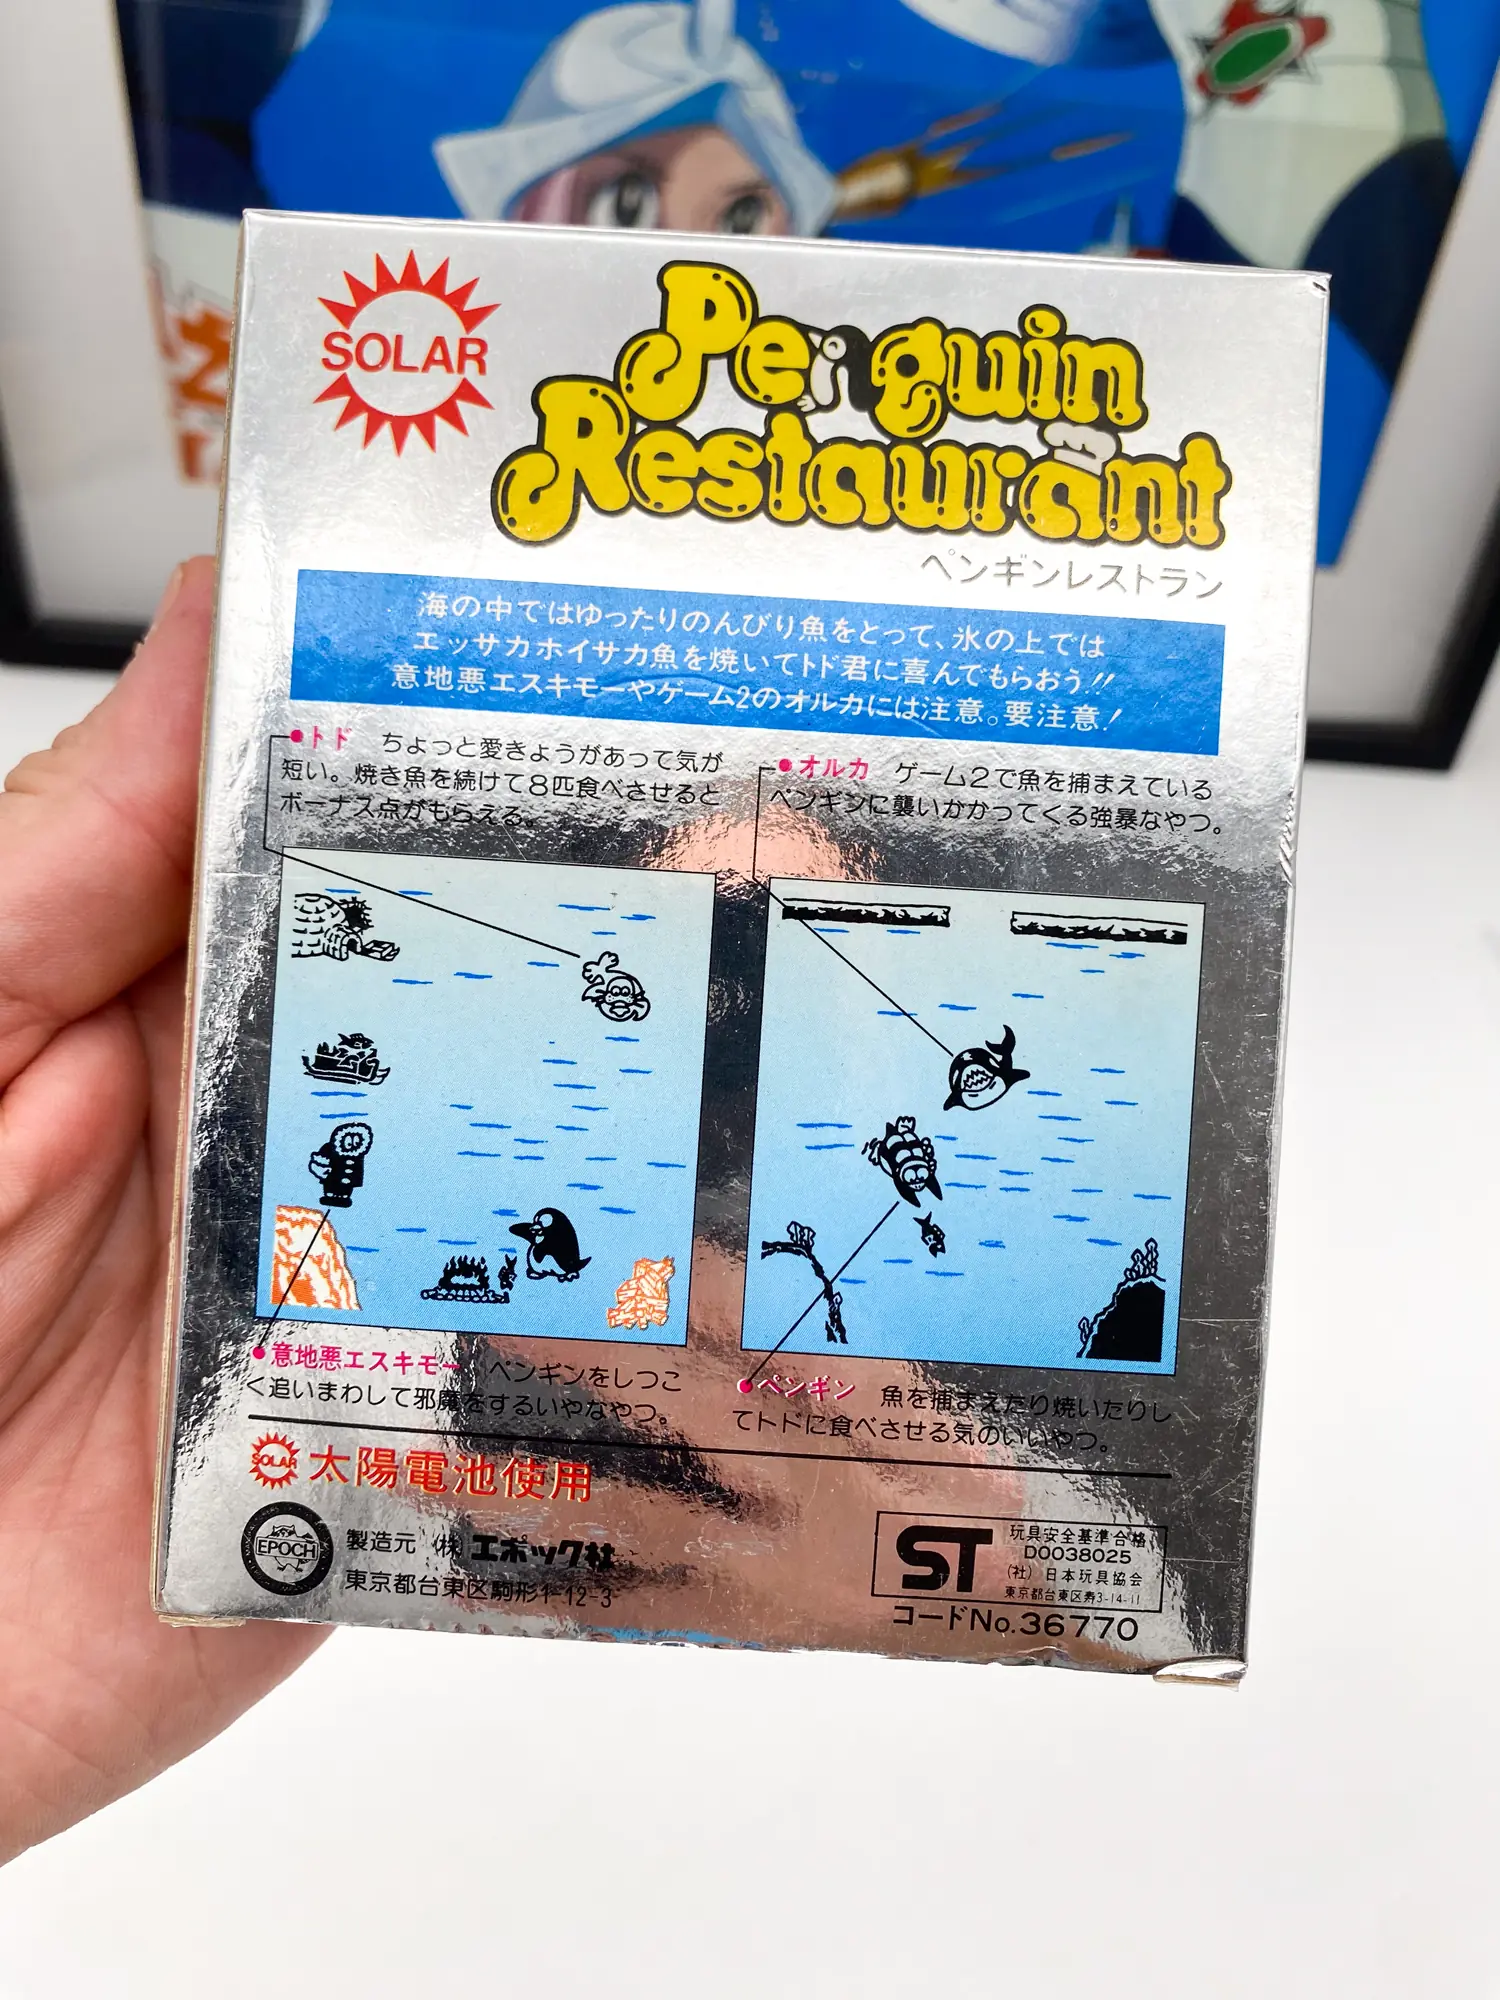 SOLAR
Penguin
Restaurant
ペンギンレストラン
海の中ではゆったりのんびり魚をとって、氷の上では
エッサカホイサカ魚を焼いてトド君に喜んでもらおう!!
意地悪エスキモーやゲーム2のオルカには注意。要注意!
●トド ちょっと愛きょうがあって気が
短い。焼き魚を続けて8匹食べさせると
ボーナス点がもらえる。
●オルカ ゲーム2で魚を捕まえている
ペンギンに襲いかかってくる強暴なやつ。
●意地悪エスキモー ペンギンをしつこ
く追いまわして邪魔をするいやなやつ。
●ペンギン 魚を捕まえたり焼いたりし
てトドに食べさせる気のいいやつ。
SOLAR 太陽電池使用
EPOCH
製造元 (株)エポック社
東京都台東区駒形1-12-3
ST
玩具安全基準合格
D0038025
(社)日本玩具協会
東京都台東区寿3-14-11
コードNo.36770